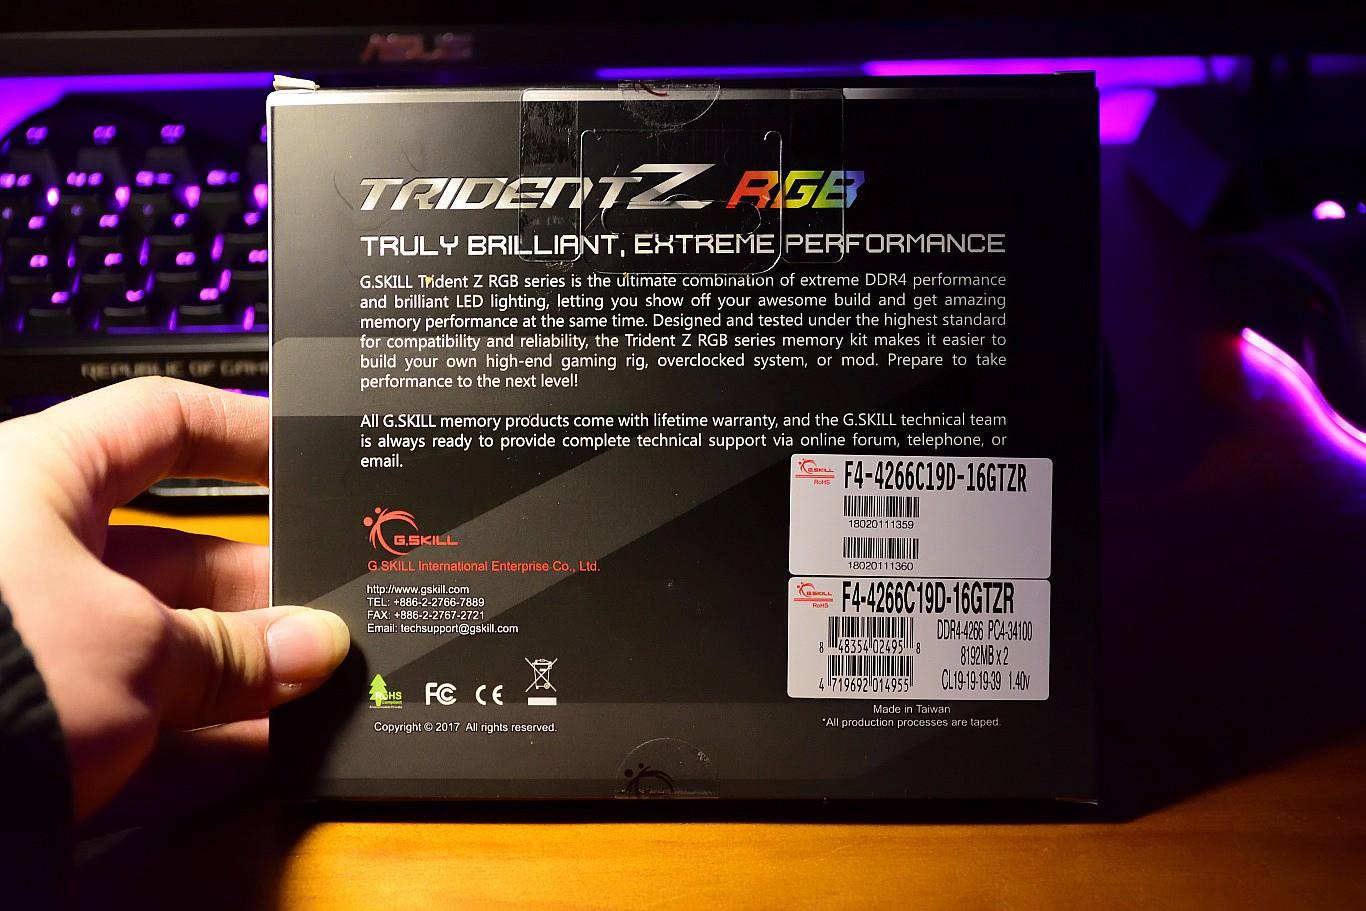 ASUS
TRIDENT Z RGB
TRULY BRILLIANT, EXTREME PERFORMANCE
G.SKILL Trident Z RGB series is the ultimate combination of extreme DDR4 performance
and brilliant LED lighting, letting you show off your awesome build and get amazing
memory performance at the same time. Designed and tested under the highest standard
for compatibility and reliability, the Trident Z RGB series memory kit makes it easier to
build your own high-end gaming rig, overclocked system, or mod. Prepare to take
performance to the next level!
All G.SKILL memory products come with lifetime warranty, and the G.SKILL technical team
is always ready to provide complete technical support via online forum, telephone, or
email.
REPUBLIC OF GAM
G.SKILL
G.SKILL International Enterprise Co., Ltd.
http://www.gskill.com
TEL: +886-2-2766-7889
FAX: +886-2-2767-2721
Email: techsupport@gskill.com
RoHS
Compliant
FC CE
Copyright © 2017 All rights reserved.
G.SKILL
RoHS
F4-4266C19D-16GTZR
18020111359
18020111360
G.SKILL
RoHS
F4-4266C19D-16GTZR
DDR4-4266 PC4-34100
8 48354 02495 8
8192MB x 2
4 719692 014955
CL19-19-19-39 1.40v
Made in Taiwan
*All production processes are taped.